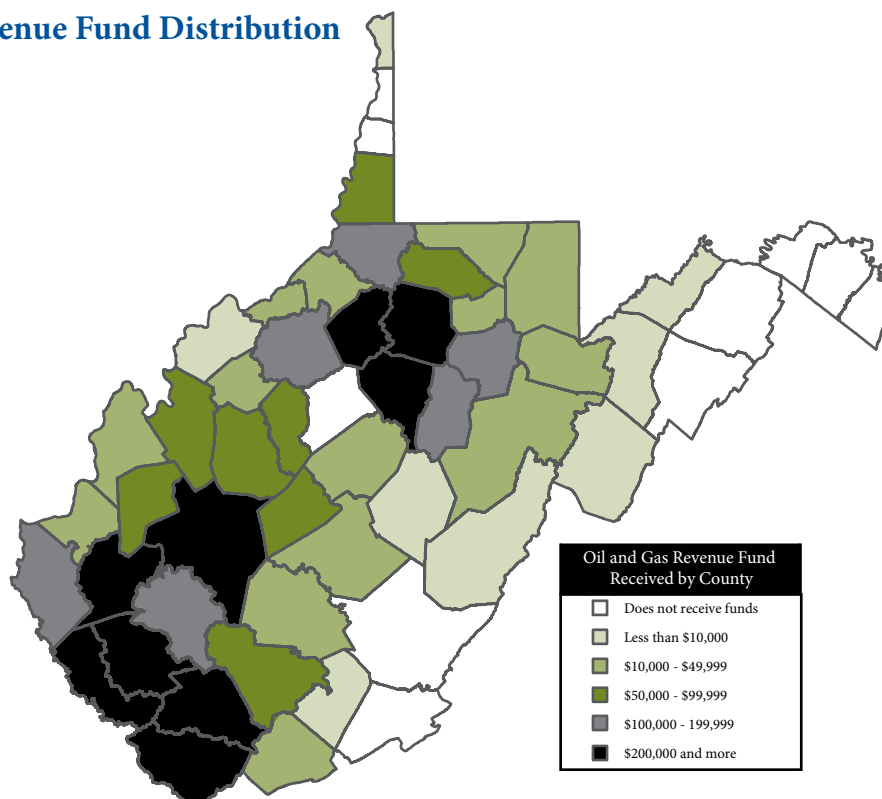 enue Fund Distribution
Oil and Gas Revenue Fund
Received by County
Does not receive funds
Less than $10,000
$10,000 - $49,999
$50,000 - $99,999
$100,000 - 199,999
$200,000 and more